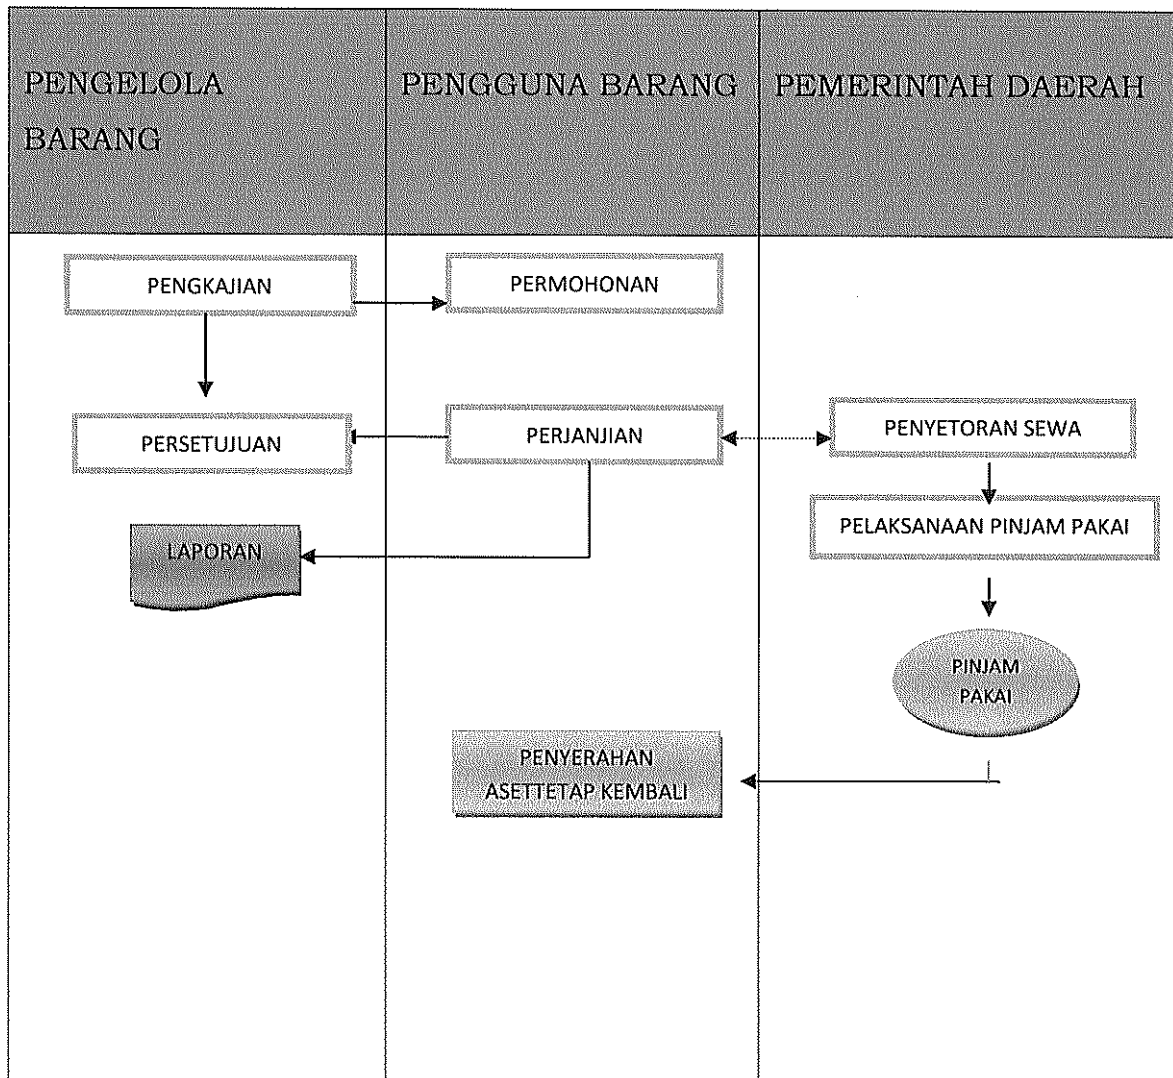 PENGELOLA
BARANG
PENGGUNA BARANG
PEMERINTAH DAERAH
PENGKAJIAN
PERMOHONAN
PERSETUJUAN
PERJANJIAN
PENYETORAN SEWA
PELAKSANAAN PINJAM PAKAI
LAPORAN
PINJAM
PAKAI
PENYERAHAN
ASETTETAP KEMBALI